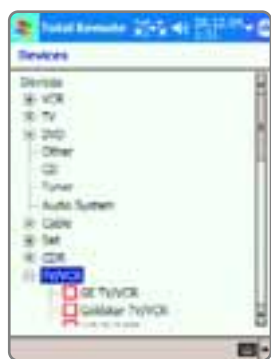 Total Remote
Devices
Devices
VCR
TV
DVD
Other
CD
Tuner
Audio System
Cable
Sat
CDR
TV/VCR
GE TV/VCR
Goldstar TV/VCR